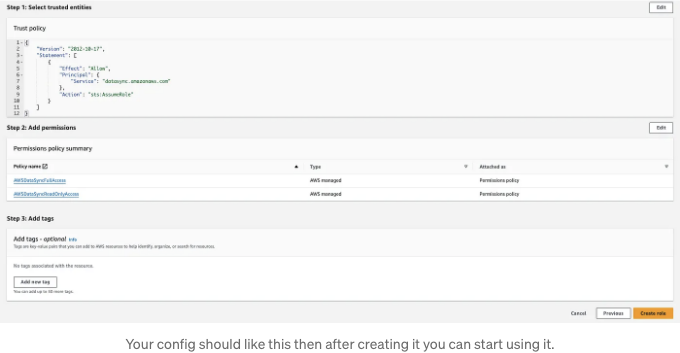 Step 1: Select trusted entities
Edit
Trust policy
1 {
2 "Version": "2012-10-17",
3 "Statement": [
4 {
5 "Effect": "Allow",
6 "Principal": {
7 "Service": "datasync.amazonaws.com"
8 },
9 "Action": "sts:AssumeRole"
10 }
11 ]
12 }
Step 2: Add permissions
Edit
Permissions policy summary
Policy name Type Attached as
AWSDataSyncFullAccess AWS managed Permissions policy
AWSDataSyncReadOnlyAccess AWS managed Permissions policy
Step 3: Add tags
Add tags - optional Info
Tags are key-value pairs that you can add to AWS resources to help identify, organize, or search for resources.
No tags associated with the resource.
Add new tag
You can add up to 50 more tags.
Cancel Previous Create role
Your config should like this then after creating it you can start using it.